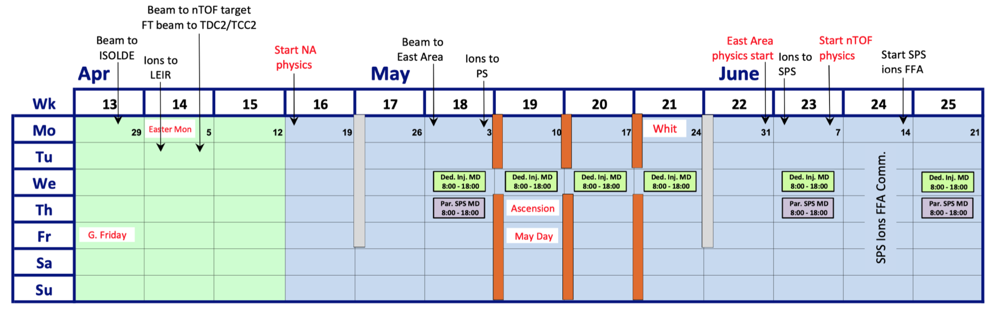 Beam to nTOF target
FT beam to TDC2/TCC2
Beam to
ISOLDE
Ions to
LEIR
Start NA
physics
Beam to
East Area
Ions to
PS
East Area
physics start
Ions to
SPS
Start nTOF
physics
Start SPS
ions FFA
Apr May June
Wk 13 14 15 16 17 18 19 20 21 22 23 24 25
Mo 29 Easter Mon 5 12 19 26 3 10 17 Whit 24 31 7 14 21
Tu
We
Ded. Inj. MD
8:00 - 18:00
Ded. Inj. MD
8:00 - 18:00
Ded. Inj. MD
8:00 - 18:00
Ded. Inj. MD
8:00 - 18:00
Ded. Inj. MD
8:00 - 18:00
Ded. Inj. MD
8:00 - 18:00
Th
Par. SPS MD
8:00 - 18:00
Ascension
Par. SPS MD
8:00 - 18:00
Par. SPS MD
8:00 - 18:00
SPS Ions FFA Comm.
Fr G. Friday May Day
Sa
Su